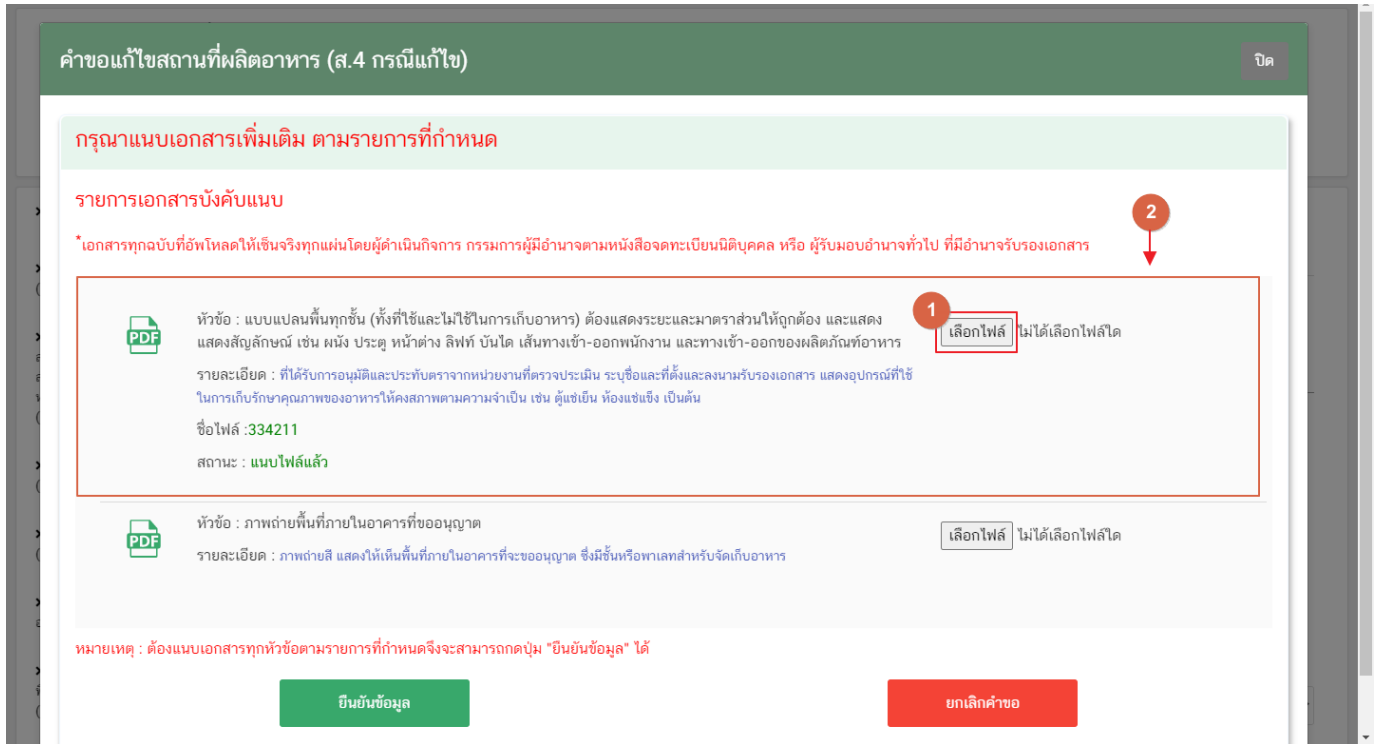 คำขอแก้ไขสถานที่ผลิตอาหาร (ส.4 กรณีแก้ไข)
ปิด
กรุณาแนบเอกสารเพิ่มเติม ตามรายการที่กำหนด
รายการเอกสารบังคับแนบ
2
*เอกสารทุกฉบับที่อัพโหลดให้เซ็นจริงทุกแผ่นโดยผู้ดำเนินกิจการ กรรมการผู้มีอำนาจตามหนังสือจดทะเบียนนิติบุคคล หรือ ผู้รับมอบอำนาจทั่วไป ที่มีอำนาจรับรองเอกสาร
1
PDF
หัวข้อ : แบบแปลนพื้นทุกชั้น (ทั้งที่ใช้และไม่ใช้ในการเก็บอาหาร) ต้องแสดงระยะและมาตราส่วนให้ถูกต้อง และแสดง
แสดงสัญลักษณ์ เช่น ผนัง ประตู หน้าต่าง ลิฟท์ บันได เส้นทางเข้า-ออกพนักงาน และทางเข้า-ออกของผลิตภัณฑ์อาหาร
เลือกไฟล์ ไม่ได้เลือกไฟล์ใด
รายละเอียด : ที่ได้รับการอนุมัติและประทับตราจากหน่วยงานที่ตรวจประเมิน ระบุชื่อและที่ตั้งและลงนามรับรองเอกสาร แสดงอุปกรณ์ที่ใช้
ในการเก็บรักษาคุณภาพของอาหารให้คงสภาพตามความจำเป็น เช่น ตู้แช่เย็น ห้องแช่แข็ง เป็นต้น
ชื่อไฟล์ :334211
สถานะ : แนบไฟล์แล้ว
PDF
หัวข้อ : ภาพถ่ายพื้นที่ภายในอาคารที่ขออนุญาต
เลือกไฟล์ ไม่ได้เลือกไฟล์ใด
รายละเอียด : ภาพถ่ายสี แสดงให้เห็นพื้นที่ภายในอาคารที่จะขออนุญาต ซึ่งมีชั้นหรือพาเลทสำหรับจัดเก็บอาหาร
หมายเหตุ : ต้องแนบเอกสารทุกหัวข้อตามรายการที่กำหนดจึงจะสามารถกดปุ่ม "ยืนยันข้อมูล" ได้
ยืนยันข้อมูล
ยกเลิกคำขอ